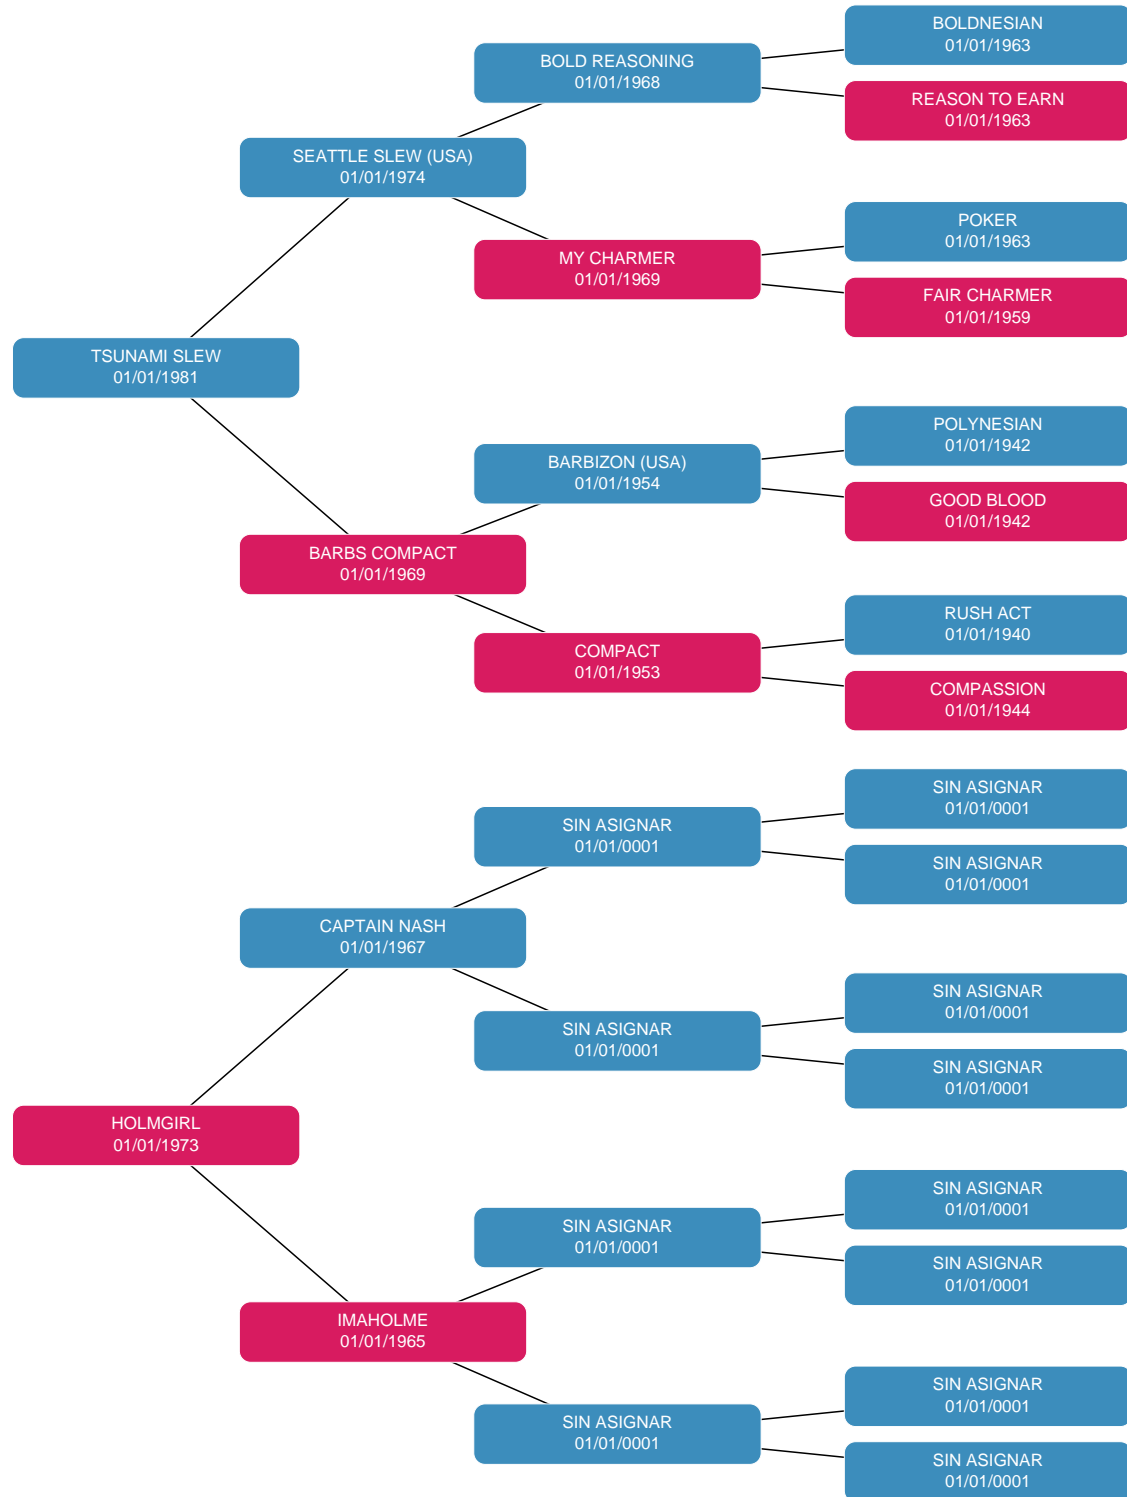 BOLDNESIAN
01/01/1963
BOLD REASONING
01/01/1968
REASON TO EARN
01/01/1963
SEATTLE SLEW (USA)
01/01/1974
POKER
01/01/1963
MY CHARMER
01/01/1969
FAIR CHARMER
01/01/1959
TSUNAMI SLEW
01/01/1981
POLYNESIAN
01/01/1942
BARBIZON (USA)
01/01/1954
GOOD BLOOD
01/01/1942
BARBS COMPACT
01/01/1969
RUSH ACT
01/01/1940
COMPACT
01/01/1953
COMPASSION
01/01/1944
SIN ASIGNAR
01/01/0001
SIN ASIGNAR
01/01/0001
SIN ASIGNAR
01/01/0001
CAPTAIN NASH
01/01/1967
SIN ASIGNAR
01/01/0001
SIN ASIGNAR
01/01/0001
SIN ASIGNAR
01/01/0001
HOLMGIRL
01/01/1973
SIN ASIGNAR
01/01/0001
SIN ASIGNAR
01/01/0001
SIN ASIGNAR
01/01/0001
IMAHOLME
01/01/1965
SIN ASIGNAR
01/01/0001
SIN ASIGNAR
01/01/0001
SIN ASIGNAR
01/01/0001